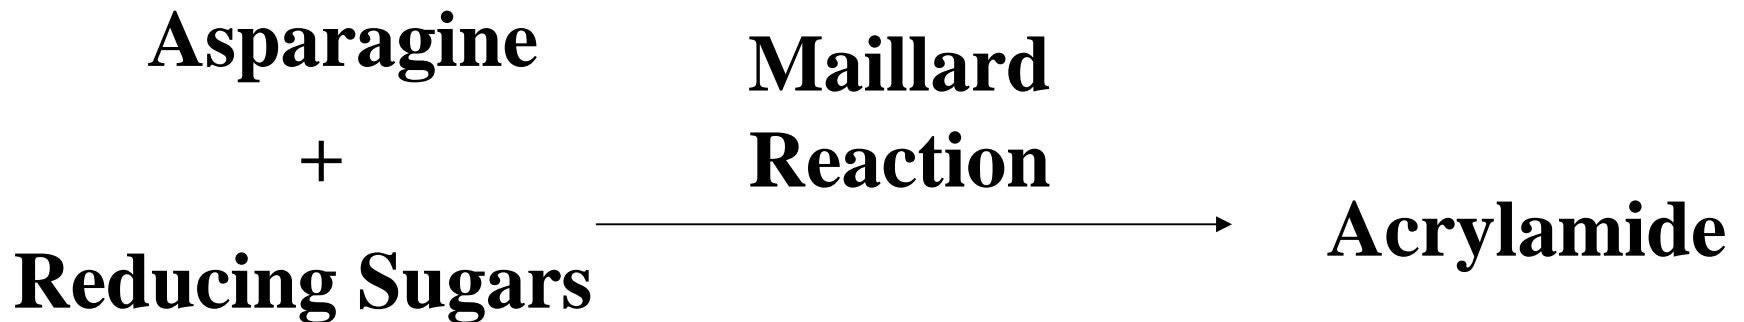 Asparagine
+
Reducing Sugars
Maillard
Reaction
Acrylamide